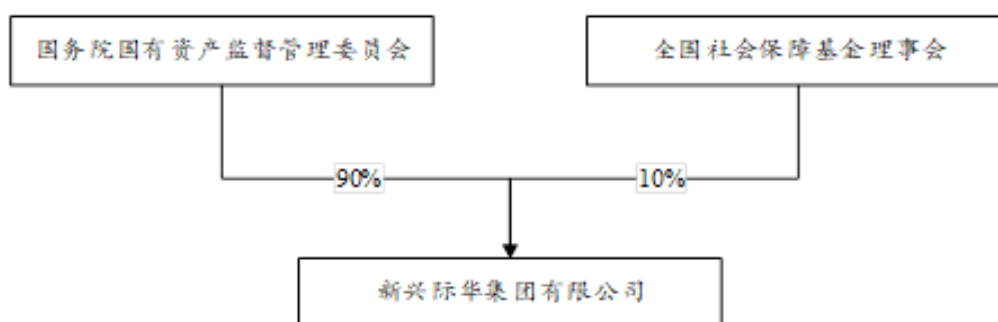 国务院国有资产监督管理委员会
全国社会保障基金理事会
90%
10%
新兴际华集团有限公司